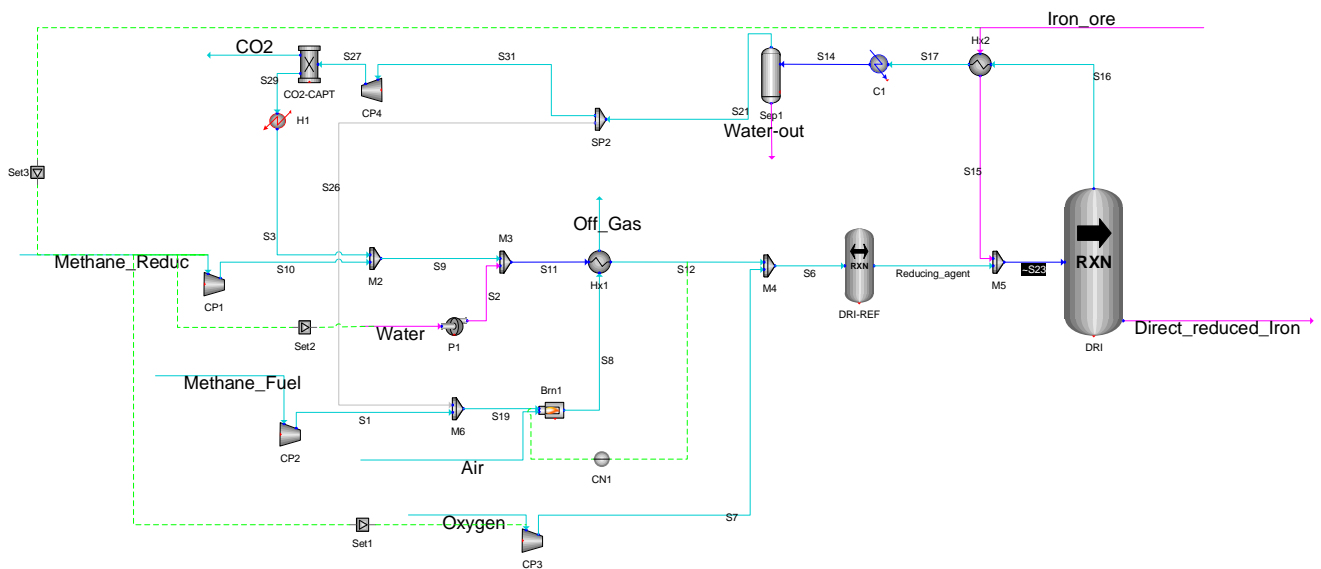 Iron_ore
CO2
S27
S31
S14
S17
Hx2
S16
S29
CO2-CAPT
CP4
C1
H1
S21
Sep1
SP2
Water-out
Set3
S26
S15
Off_Gas
S3
M3
Methane_Reduc
S10
M2
S9
S11
Hx1
S12
M4
S6
RXN
Reducing_agent
M5
~S23
RXN
CP1
S2
DRI-REF
Set2
Water
P1
Direct_reduced_Iron
DRI
S8
Methane_Fuel
Brn1
S1
M6
S19
CP2
Air
CN1
Oxygen
S7
Set1
CP3